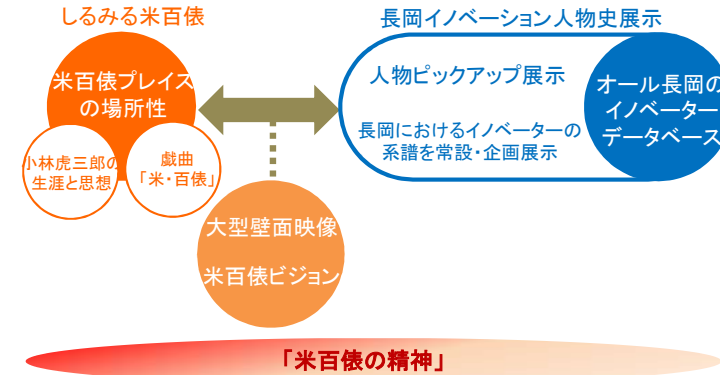 しるみる米百俵
米百俵プレイス
の場所性
小林虎三郎の
生涯と思想
戯曲
「米・百俵」
長岡イノベーション人物史展示
人物ピックアップ展示
長岡におけるイノベーターの
系譜を常設・企画展示
オール長岡の
イノベーター
データベース
大型壁面映像
米百俵ビジョン
「米百俵の精神」